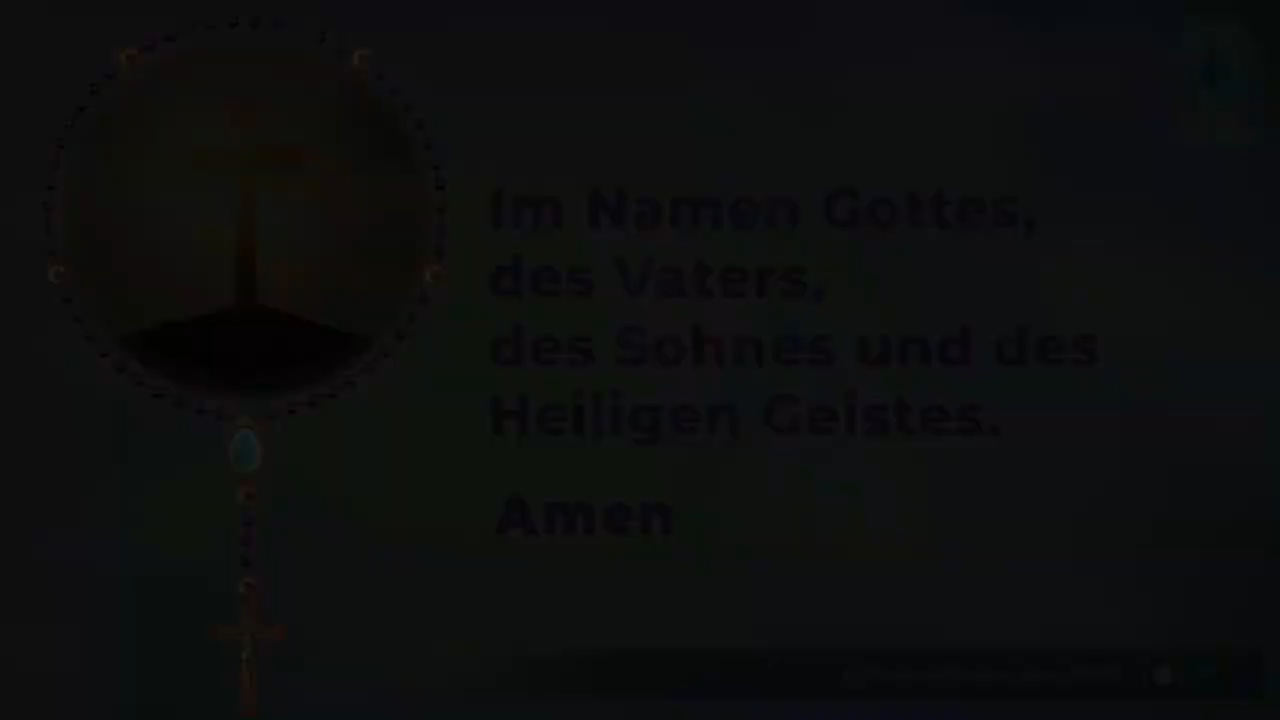 Im Namen Gottes,
des Vaters,
des Sohnes und des
Heiligen Geistes.
Amen